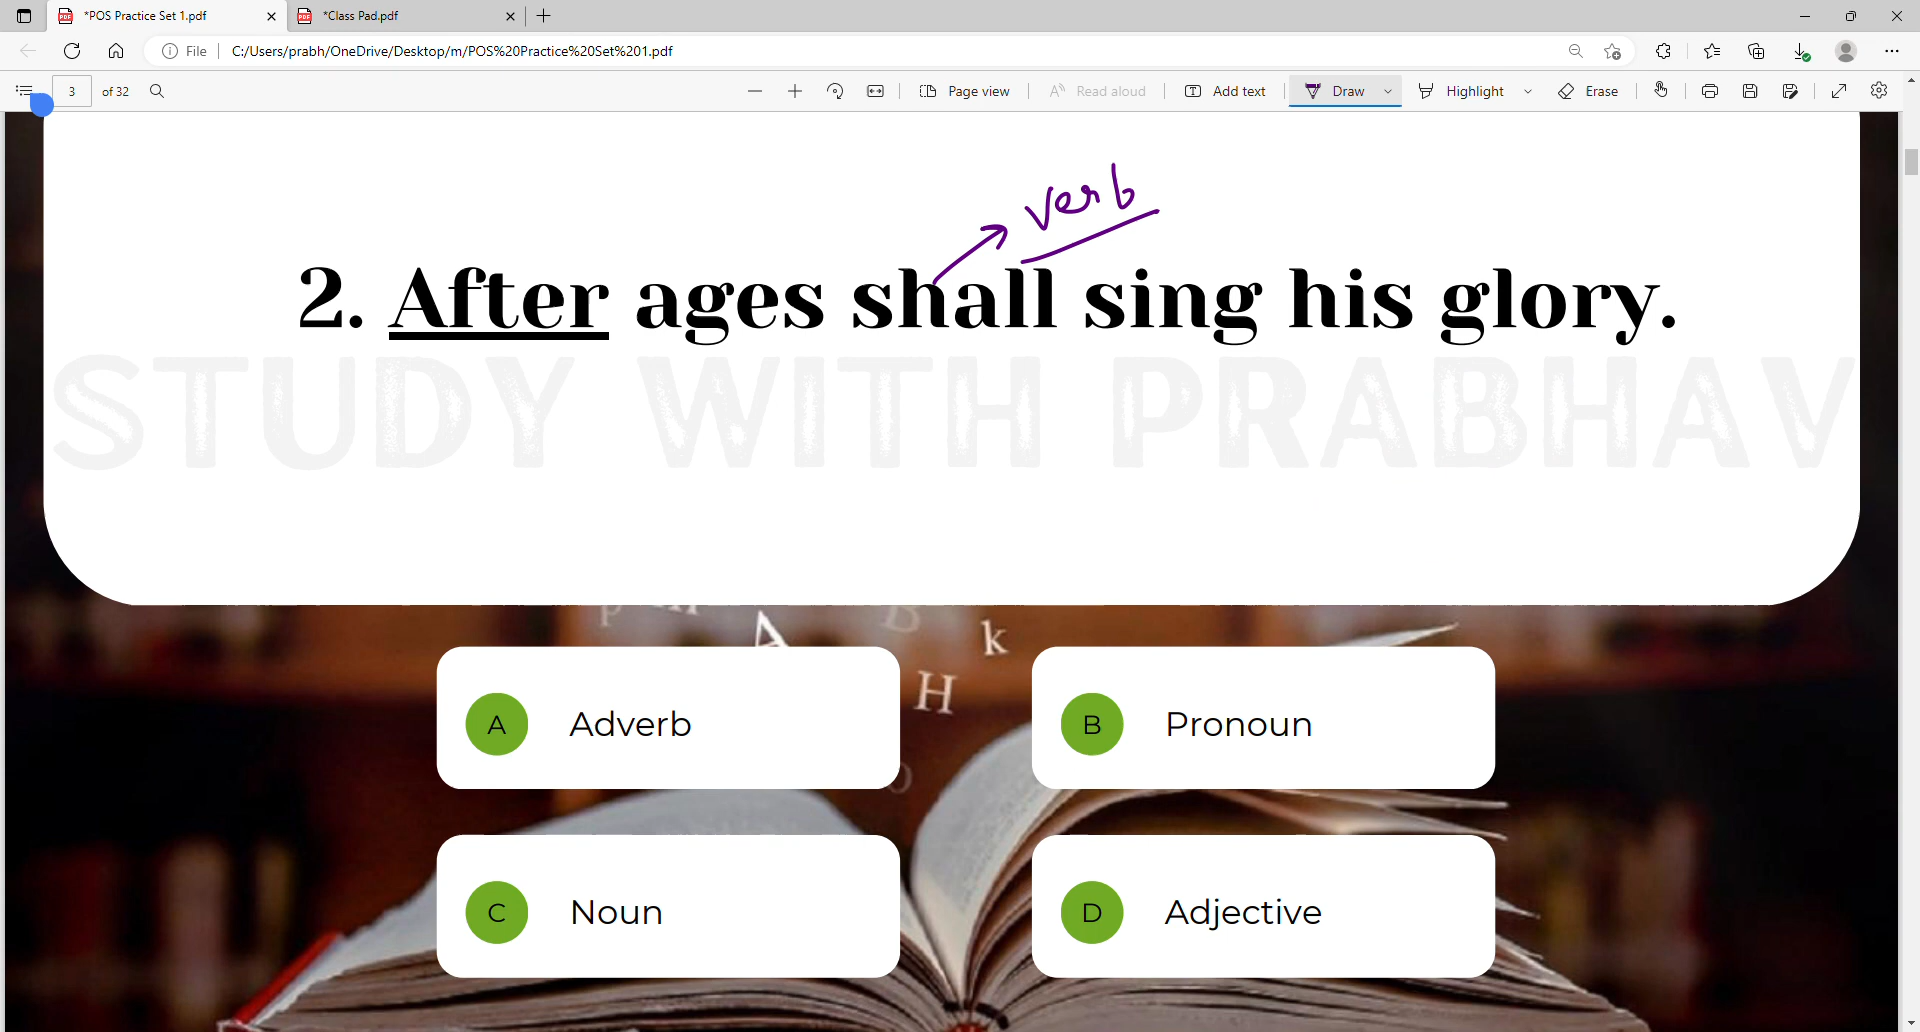 *POS Practice Set 1.pdf
*Class Pad.pdf
File
C:/Users/prabh/OneDrive/Desktop/m/POS%20Practice%20Set%201.pdf
3 of 32
Page view
Read aloud
Add text
Draw
Highlight
Erase
verb
2. After ages shall sing his glory.
STUDY WITH PRABHAV
p m A B k
H
A Adverb
B Pronoun
C Noun
D Adjective